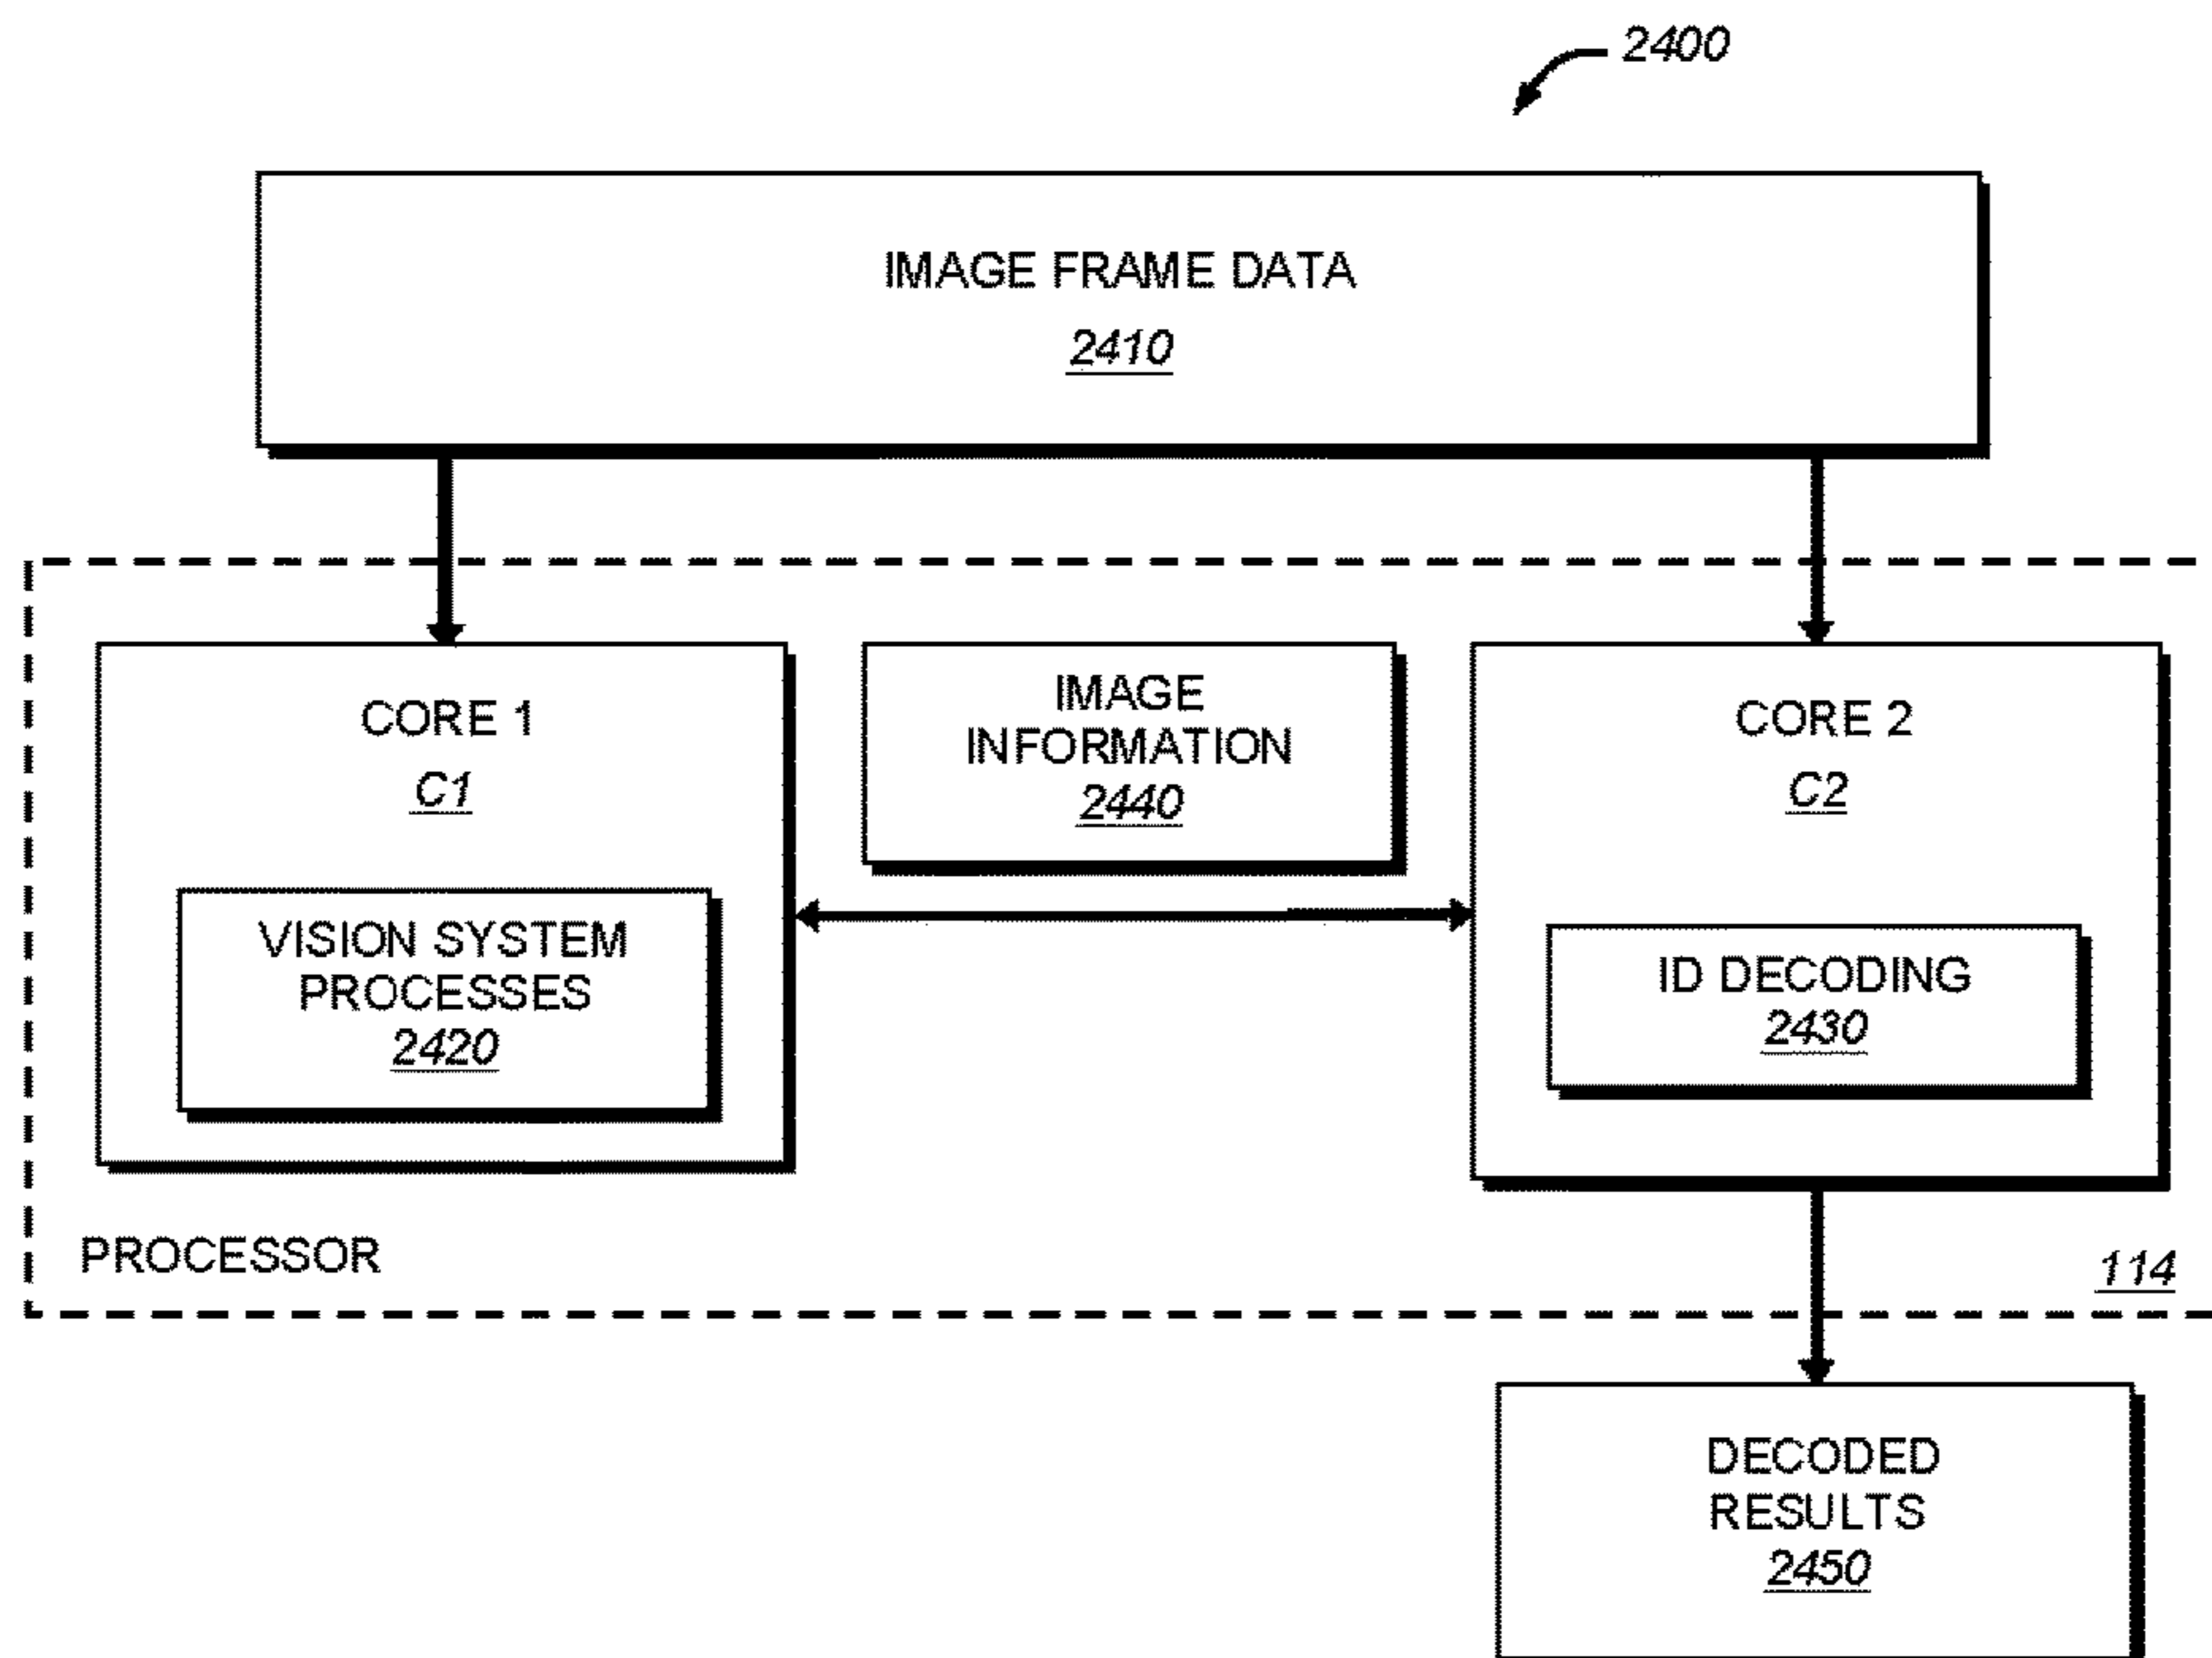 2400
IMAGE FRAME DATA
2410
CORE 1
C1
VISION SYSTEM
PROCESSES
2420
IMAGE
INFORMATION
2440
CORE 2
C2
ID DECODING
2430
PROCESSOR
114
DECODED
RESULTS
2450